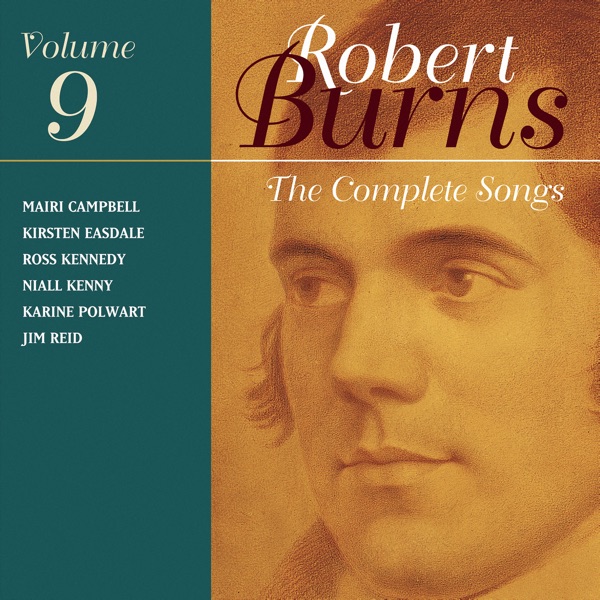 Volume
9
Robert
Burns
The Complete Songs
MAIRI CAMPBELL
KIRSTEN EASDALE
ROSS KENNEDY
NIALL KENNY
KARINE POLWART
JIM REID